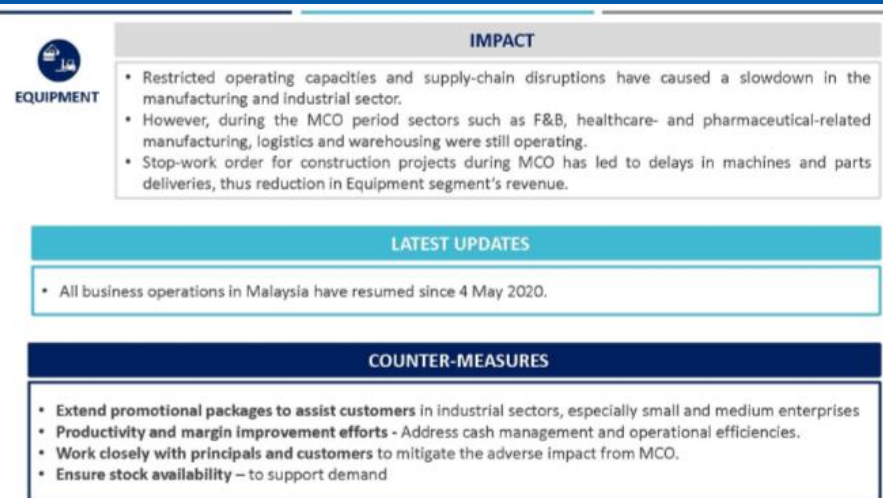 EQUIPMENT
IMPACT
• Restricted operating capacities and supply-chain disruptions have caused a slowdown in the
manufacturing and industrial sector.
• However, during the MCO period sectors such as F&B, healthcare- and pharmaceutical-related
manufacturing, logistics and warehousing were still operating.
• Stop-work order for construction projects during MCO has led to delays in machines and parts
deliveries, thus reduction in Equipment segment's revenue.
LATEST UPDATES
• All business operations in Malaysia have resumed since 4 May 2020.
COUNTER-MEASURES
• Extend promotional packages to assist customers in industrial sectors, especially small and medium enterprises
• Productivity and margin improvement efforts - Address cash management and operational efficiencies.
• Work closely with principals and customers to mitigate the adverse impact from MCO.
• Ensure stock availability – to support demand